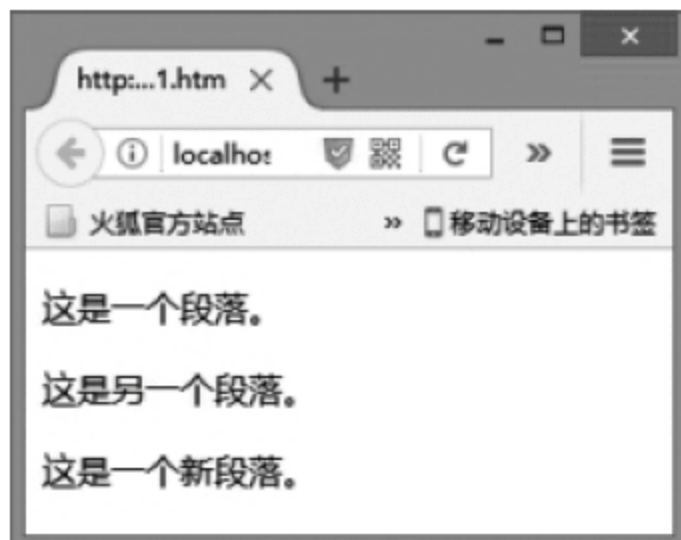 http:...1.htm
localhos
火狐官方站点
移动设备上的书签
这是一个段落。
这是另一个段落。
这是一个新段落。